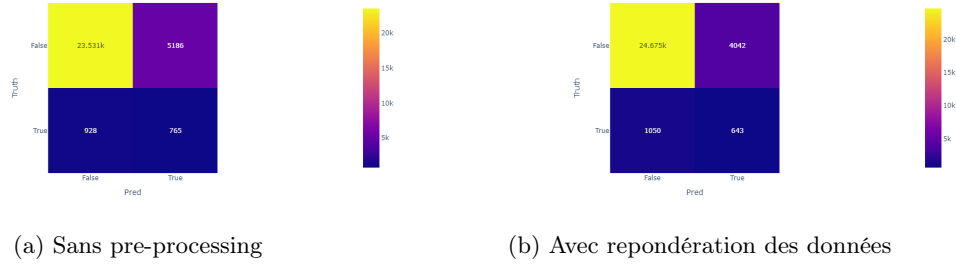 False
23.531k
5186
20k
15k
Truth
10k
True
928
765
5k
False
True
Pred
(a) Sans pre-processing
False
24.675k
4042
20k
15k
Truth
10k
True
1050
643
5k
False
True
Pred
(b) Avec repondération des données